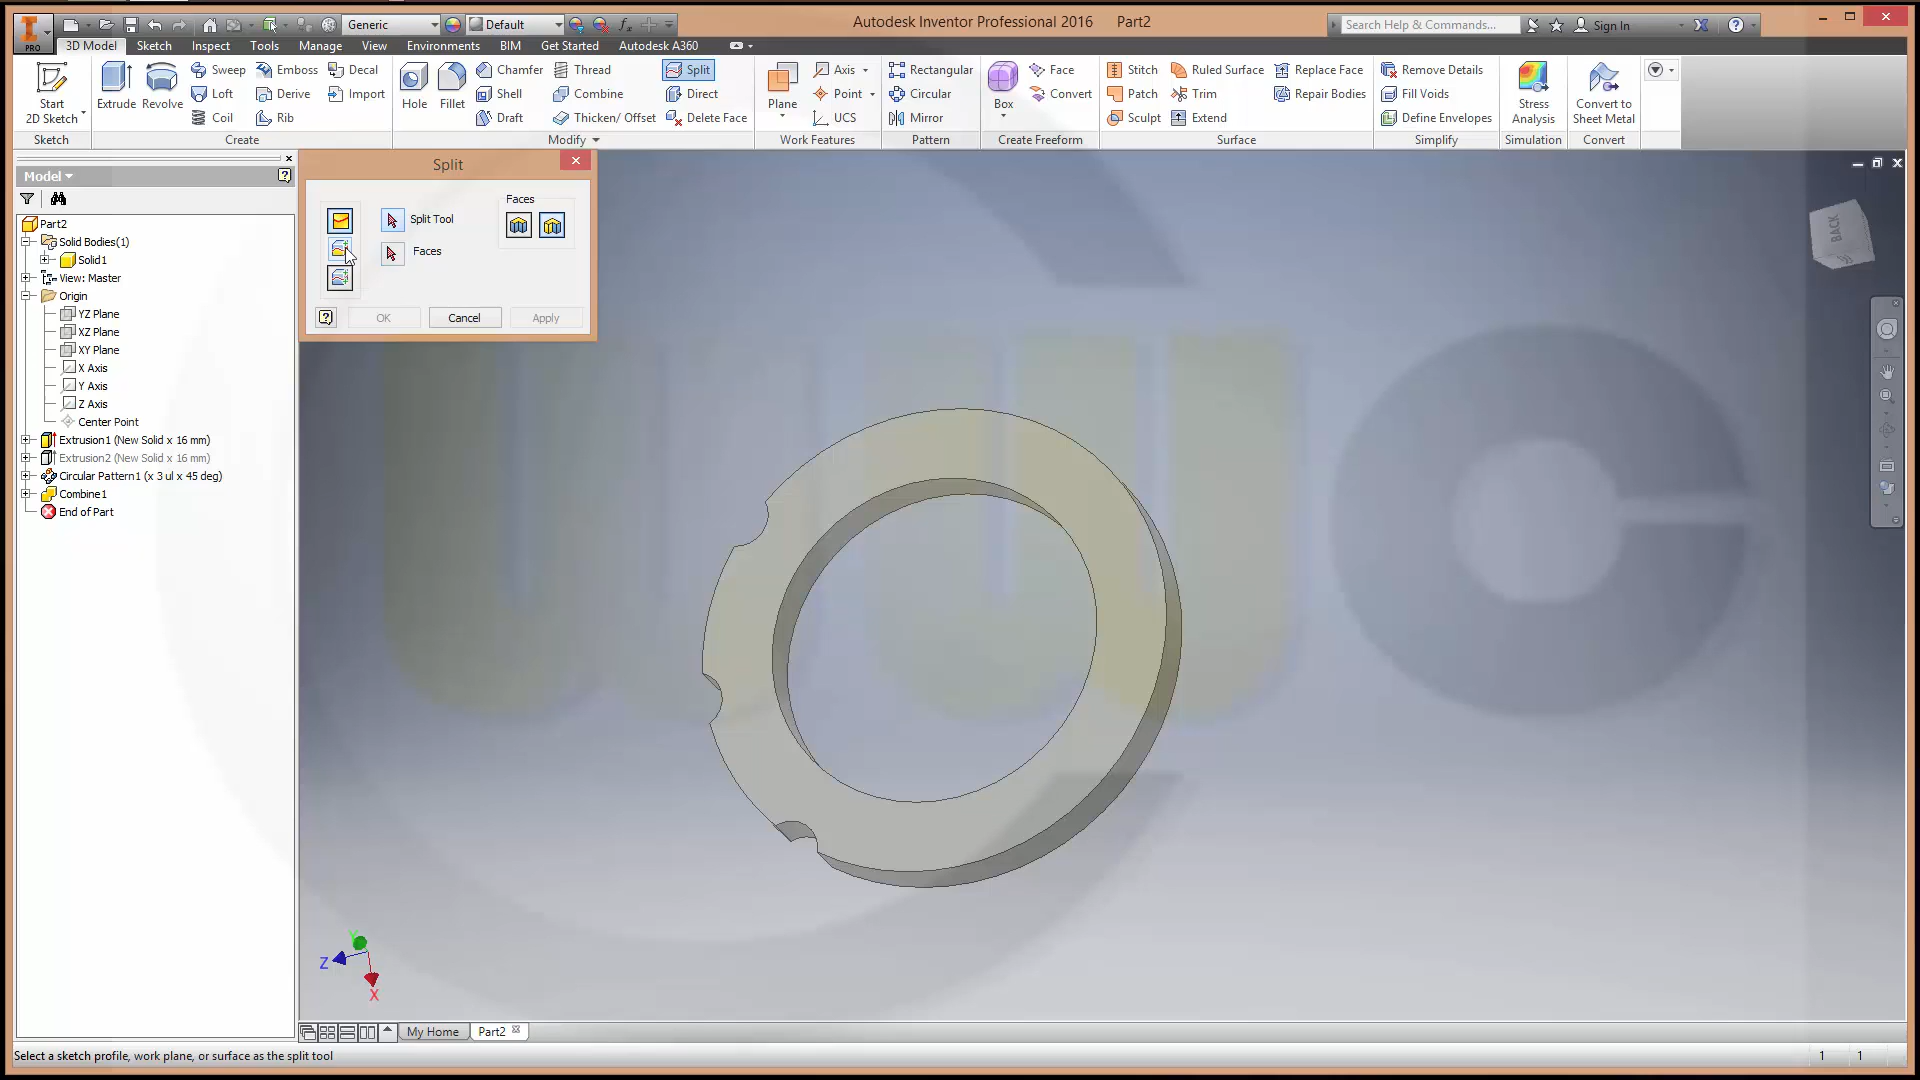 Generic
Default
Autodesk Inventor Professional 2016 Part2
Search Help & Commands...
Sign In
PRO
3D Model Sketch Inspect Tools Manage View Environments BIM Get Started Autodesk A360
Start
2D Sketch
Extrude Revolve
Sweep Emboss Decal
Loft Derive Import
Coil Rib
Hole Fillet
Chamfer Thread Split
Shell Combine Direct
Draft Thicken/ Offset Delete Face
Plane
Axis
Point
UCS
Rectangular
Circular
Mirror
Box
Face
Convert
Stitch Ruled Surface Replace Face
Patch Trim Repair Bodies
Sculpt Extend
Remove Details
Fill Voids
Define Envelopes
Stress
Analysis
Convert to
Sheet Metal
Sketch Create Modify Work Features Pattern Create Freeform Surface Simplify Simulation Convert
Model
Part2
Solid Bodies(1)
Solid1
View: Master
Origin
YZ Plane
XZ Plane
XY Plane
X Axis
Y Axis
Z Axis
Center Point
Extrusion1 (New Solid x 16 mm)
Extrusion2 (New Solid x 16 mm)
Circular Pattern1 (x 3 ul x 45 deg)
Combine1
End of Part
Split
Split Tool
Faces
Faces
OK Cancel Apply
BACK
Y
Z
X
My Home Part2
Select a sketch profile, work plane, or surface as the split tool
1 1